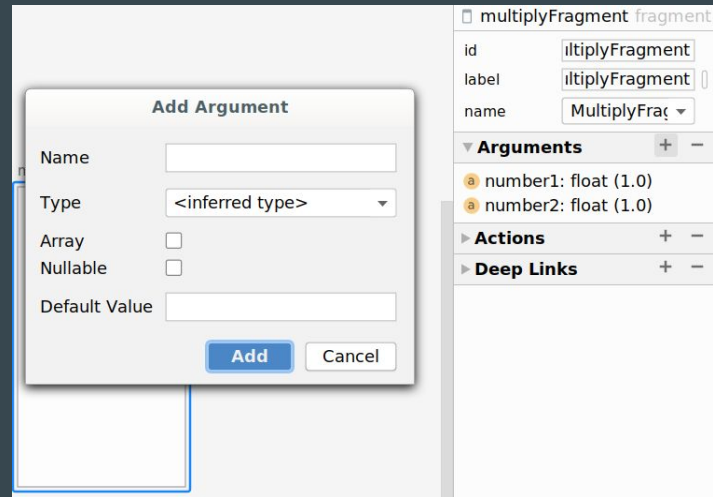 multiplyFragment fragment
id ıltiplyFragment
label ıltiplyFragment
name MultiplyFraç
Arguments
a number1: float (1.0)
a number2: float (1.0)
Actions
Deep Links
Add Argument
Name
Type <inferred type>
Array
Nullable
Default Value
Add Cancel